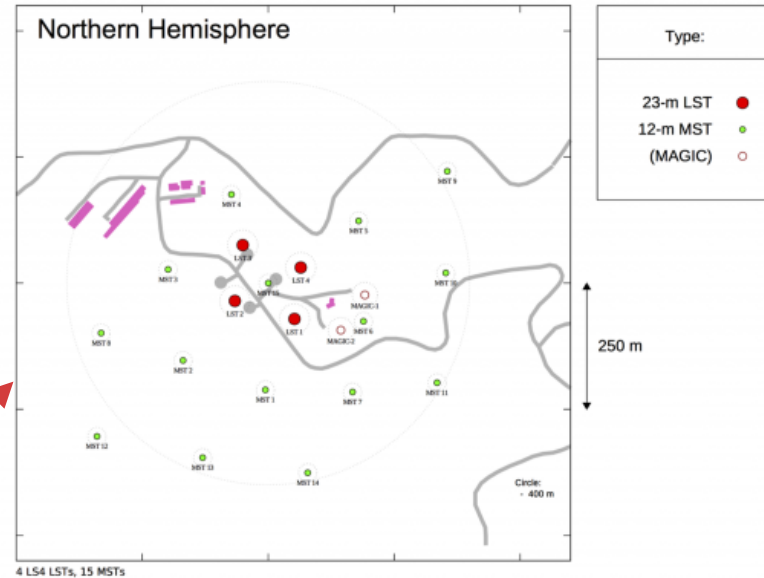 Northern Hemisphere
Type:
23-m LST
12-m MST
(MAGIC)
MST 9
MST 4
MST 5
LST 3
LST 4
MST 3
MST 15
MST 10
MAGIC-1
LST 2
LST 1
MST 6
MAGIC-2
MST 8
250 m
MST 2
MST 11
MST 1
MST 7
MST 12
MST 13
MST 14
Circle:
- 400 m
4 LS4 LSTs, 15 MSTs